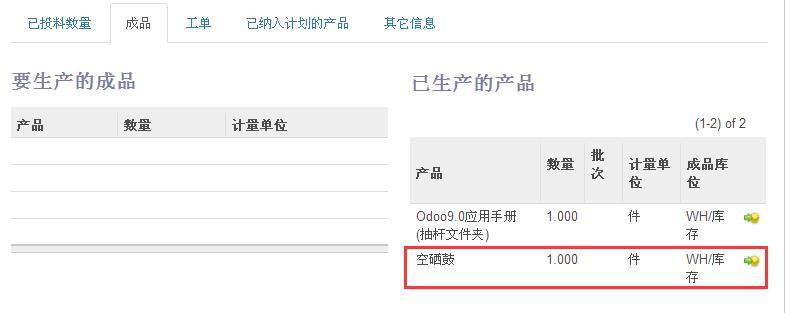 已投料数量 成品 工单 已纳入计划的产品 其它信息
要生产的成品
产品 数量 计量单位
已生产的产品
(1-2) of 2
产品 数量 批次 计量单位 成品库位
Odoo9.0应用手册 1.000 件 WH/库
(抽杆文件夹) 存
空硒鼓 1.000 件 WH/库
存